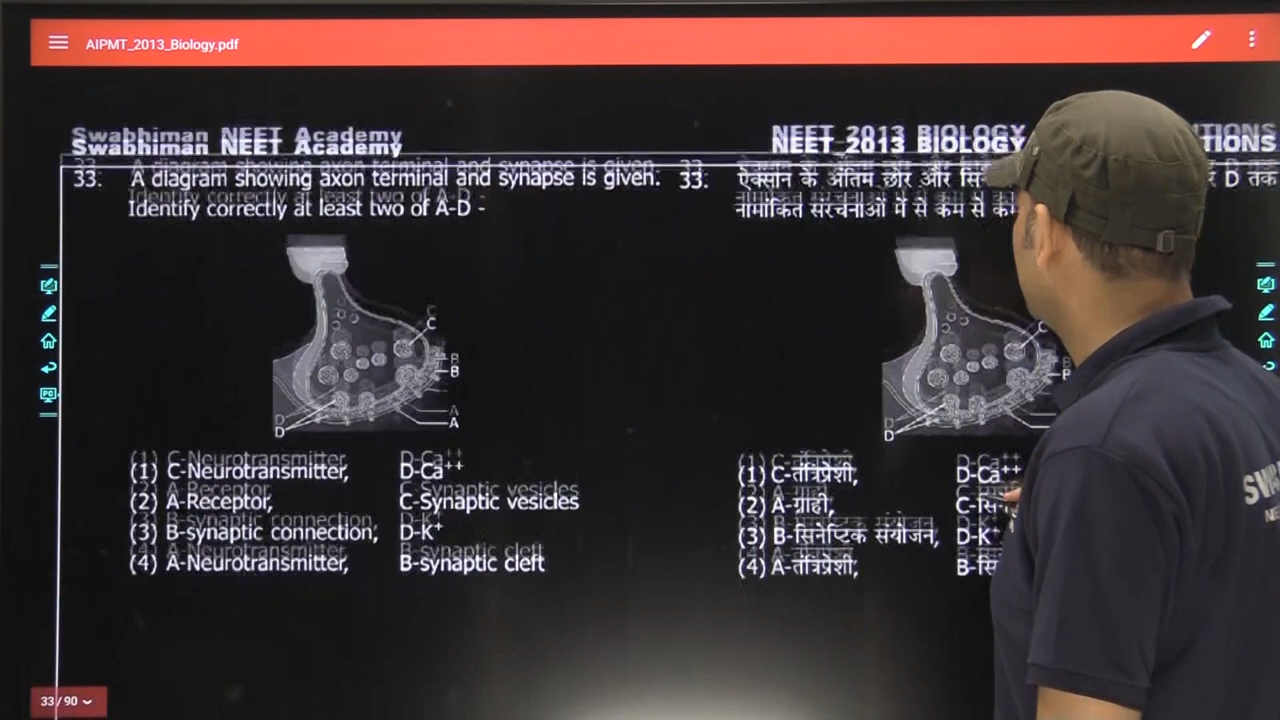 AIPMT_2013_Biology.pdf
Swabhiman NEET Academy
NEET 2013 BIOLOGY
33. A diagram showing axon terminal and synapse is given.
Identify correctly at least two of A-D -
C
B
A
D
(1) C-Neurotransmitter, D-Ca⁺⁺
(2) A-Receptor, C-Synaptic vesicles
(3) B-synaptic connection, D-K⁺
(4) A-Neurotransmitter, B-synaptic cleft
33. ऐक्सान के अंतिम छोर और D तक
नामांकित संरचनाओं में से कम से कम
C
B
D
(1) C-तंत्रिप्रेशी, D-Ca⁺⁺
(2) A-ग्राही,
(3) B-सिनेप्टिक संयोजन, D-K⁺
(4) A-तंत्रिप्रेशी,
33/90